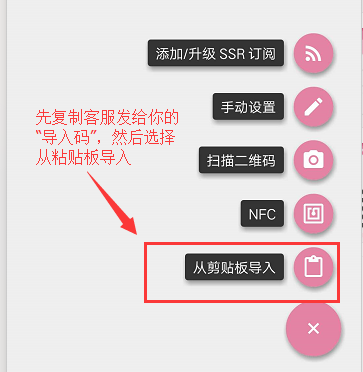 添加/升级 SSR 订阅
手动设置
先复制客服发给你的
“导入码”，然后选择
从粘贴板导入
扫描二维码
NFC
从剪贴板导入